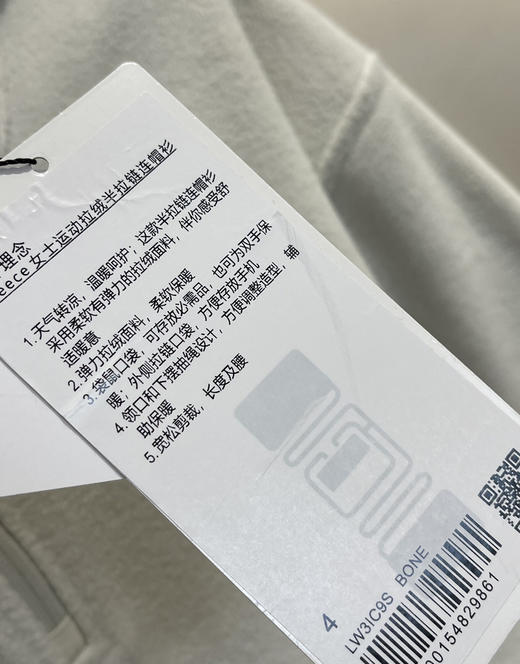 理念
eece 女士运动拉绒半拉链连帽衫
1. 天气转凉，温暖呵护：这款半拉链连帽衫
采用柔软有弹力的拉绒面料，伴你感受舒
适暖意
2. 弹力拉绒面料，柔软保暖
3. 袋鼠口袋，可存放必需品，也可为双手保
暖；外侧拉链口袋，方便存放手机
4. 领口和下摆抽绳设计，方便调整造型，辅
助保暖
5. 宽松剪裁，长度及腰
4
LW3IC9S BONE
00154829861